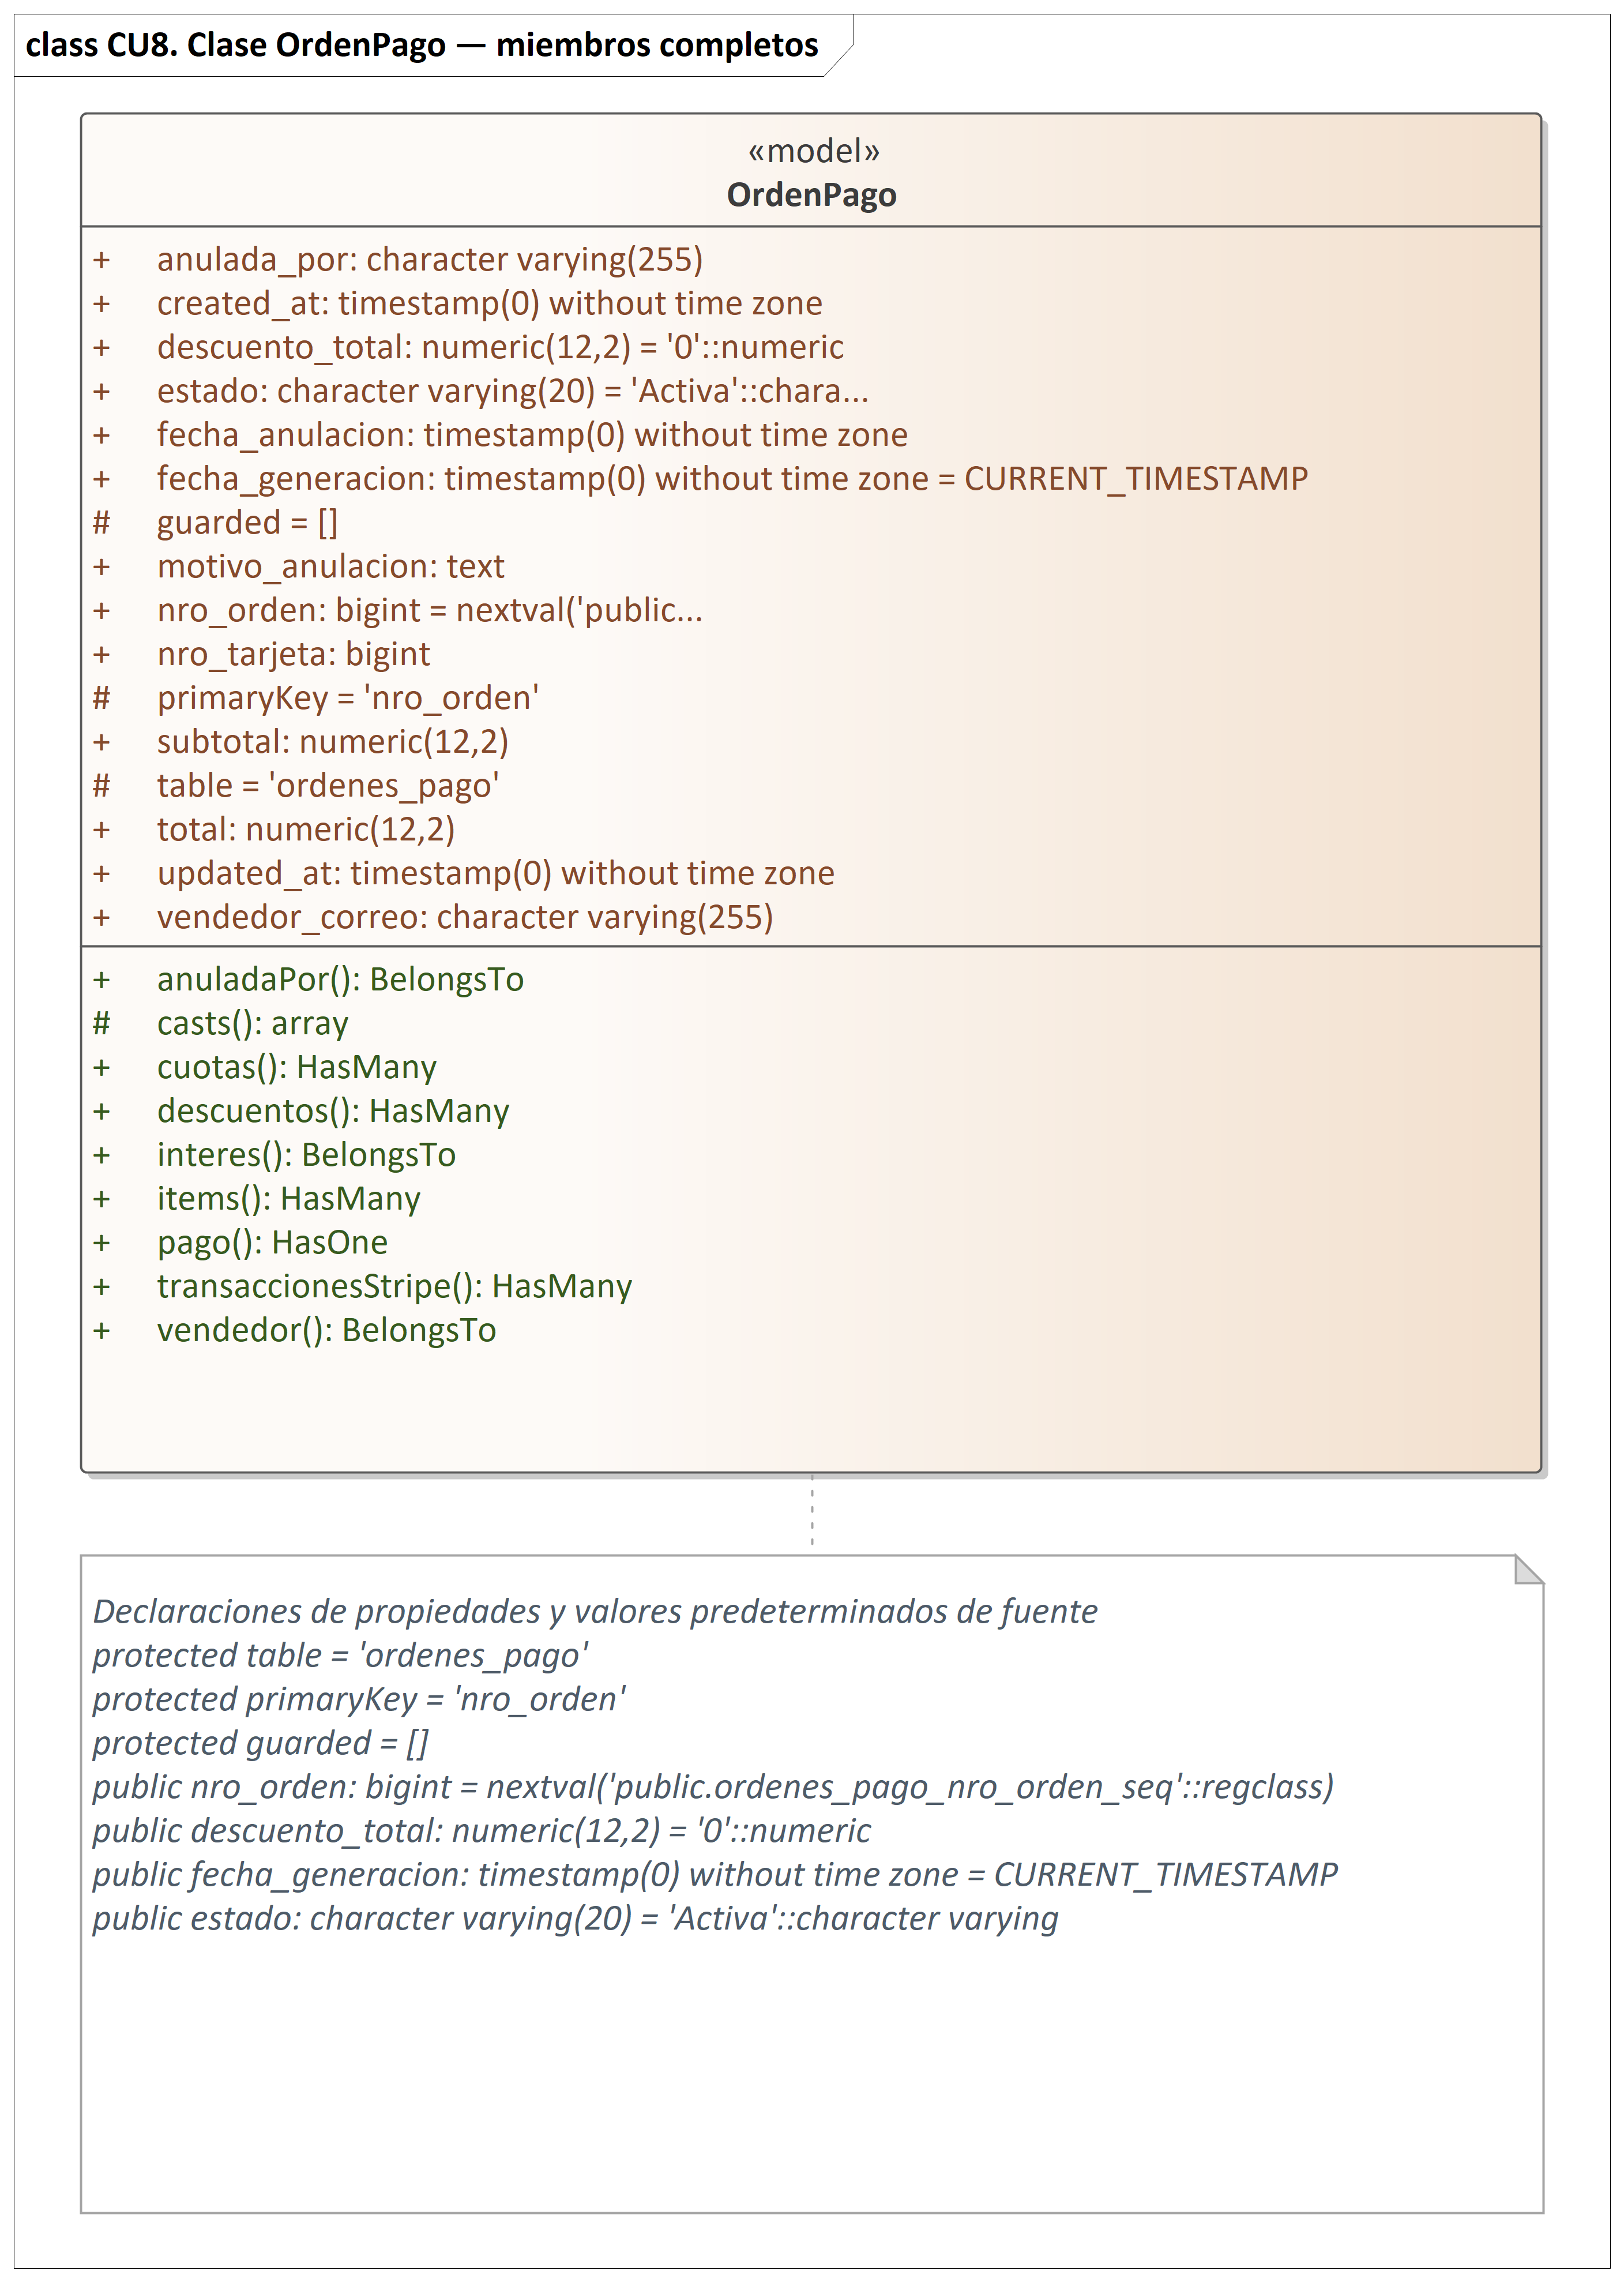 class CU8. Clase OrdenPago — miembros completos
«model»
OrdenPago
+ anulada_por: character varying(255)
+ created_at: timestamp(0) without time zone
+ descuento_total: numeric(12,2) = '0'::numeric
+ estado: character varying(20) = 'Activa'::chara...
+ fecha_anulacion: timestamp(0) without time zone
+ fecha_generacion: timestamp(0) without time zone = CURRENT_TIMESTAMP
# guarded = []
+ motivo_anulacion: text
+ nro_orden: bigint = nextval('public...
+ nro_tarjeta: bigint
# primaryKey = 'nro_orden'
+ subtotal: numeric(12,2)
# table = 'ordenes_pago'
+ total: numeric(12,2)
+ updated_at: timestamp(0) without time zone
+ vendedor_correo: character varying(255)
+ anuladaPor(): BelongsTo
# casts(): array
+ cuotas(): HasMany
+ descuentos(): HasMany
+ interes(): BelongsTo
+ items(): HasMany
+ pago(): HasOne
+ transaccionesStripe(): HasMany
+ vendedor(): BelongsTo
Declaraciones de propiedades y valores predeterminados de fuente
protected table = 'ordenes_pago'
protected primaryKey = 'nro_orden'
protected guarded = []
public nro_orden: bigint = nextval('public.ordenes_pago_nro_orden_seq'::regclass)
public descuento_total: numeric(12,2) = '0'::numeric
public fecha_generacion: timestamp(0) without time zone = CURRENT_TIMESTAMP
public estado: character varying(20) = 'Activa'::character varying